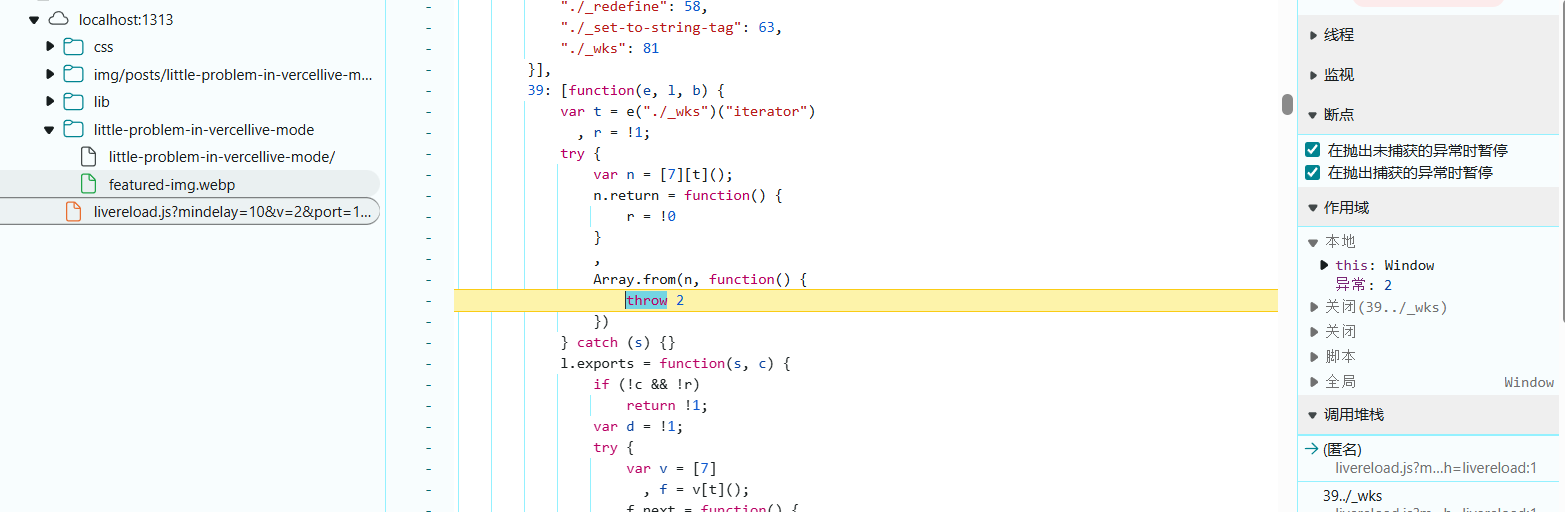 localhost:1313
css
img/posts/little-problem-in-vercellive-m...
lib
little-problem-in-vercellive-mode
little-problem-in-vercellive-mode/
featured-img.webp
livereload.js?mindelay=10&v=2&port=1...
"./_redefine": 58,
"./_set-to-string-tag": 63,
"./_wks": 81
}],
39: [function(e, l, b) {
var t = e("./_wks")("iterator")
, r = !1;
try {
var n = [7][t]();
n.return = function() {
r = !0
}
,
Array.from(n, function() {
throw 2
})
} catch (s) {}
l.exports = function(s, c) {
if (!c && !r)
return !1;
var d = !1;
try {
var v = [7]
, f = v[t]();
f.next = function() {
线程
监视
断点
在抛出未捕获的异常时暂停
在抛出捕获的异常时暂停
作用域
本地
this: Window
异常: 2
关闭(39../_wks)
关闭
脚本
全局 Window
调用堆栈
(匿名)
livereload.js?m...h=livereload:1
39../_wks
livereload.js?m...h=livereload:1